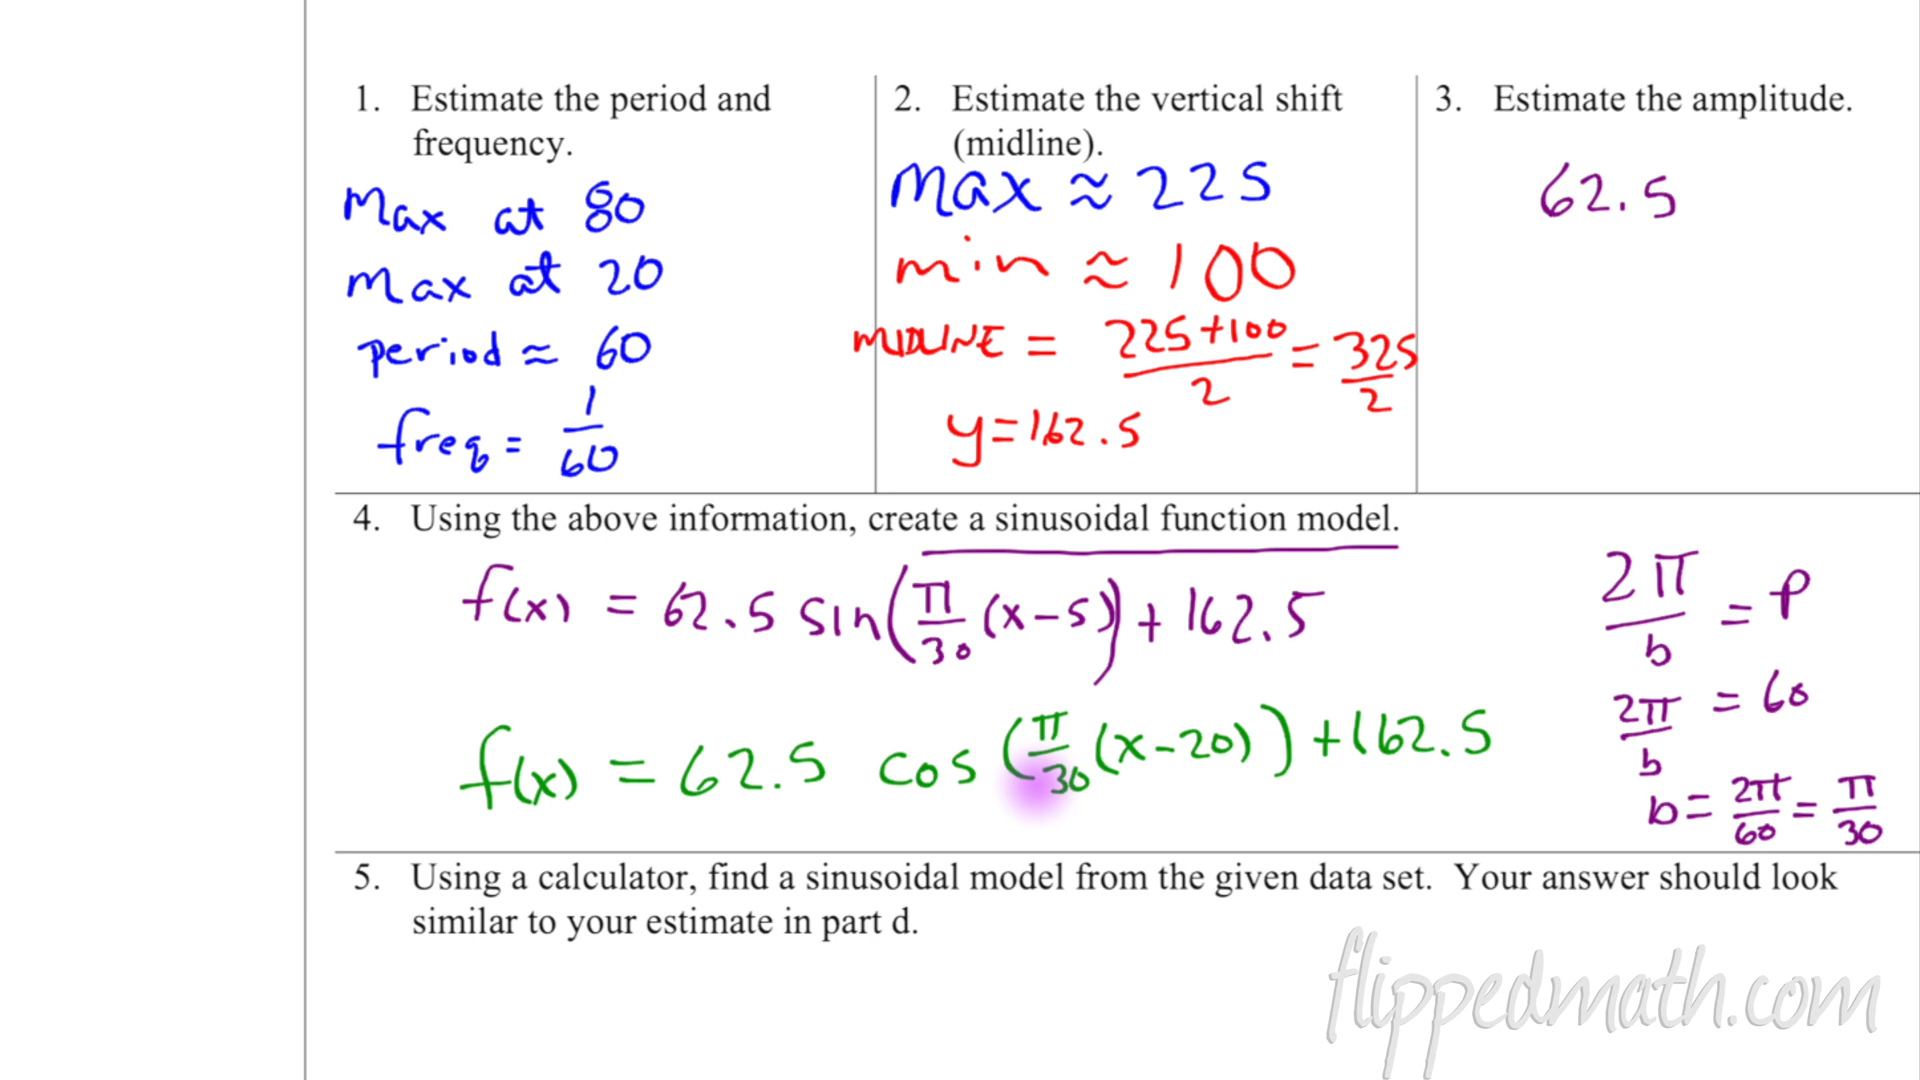 1. Estimate the period and
frequency.
Max at 80
Max at 20
period ≈ 60
freq = 1/60
2. Estimate the vertical shift
(midline).
Max ≈ 225
min ≈ 100
MIDLINE = (225+100)/2 = 325/2
y=162.5
3. Estimate the amplitude.
62.5
4. Using the above information, create a sinusoidal function model.
f(x) = 62.5 sin(π/30 (x-5)) + 162.5
f(x) = 62.5 cos(π/30 (x-20)) + 162.5
2π/b = P
2π/b = 60
b = 2π/60 = π/30
5. Using a calculator, find a sinusoidal model from the given data set. Your answer should look
similar to your estimate in part d.
flippedmath.com